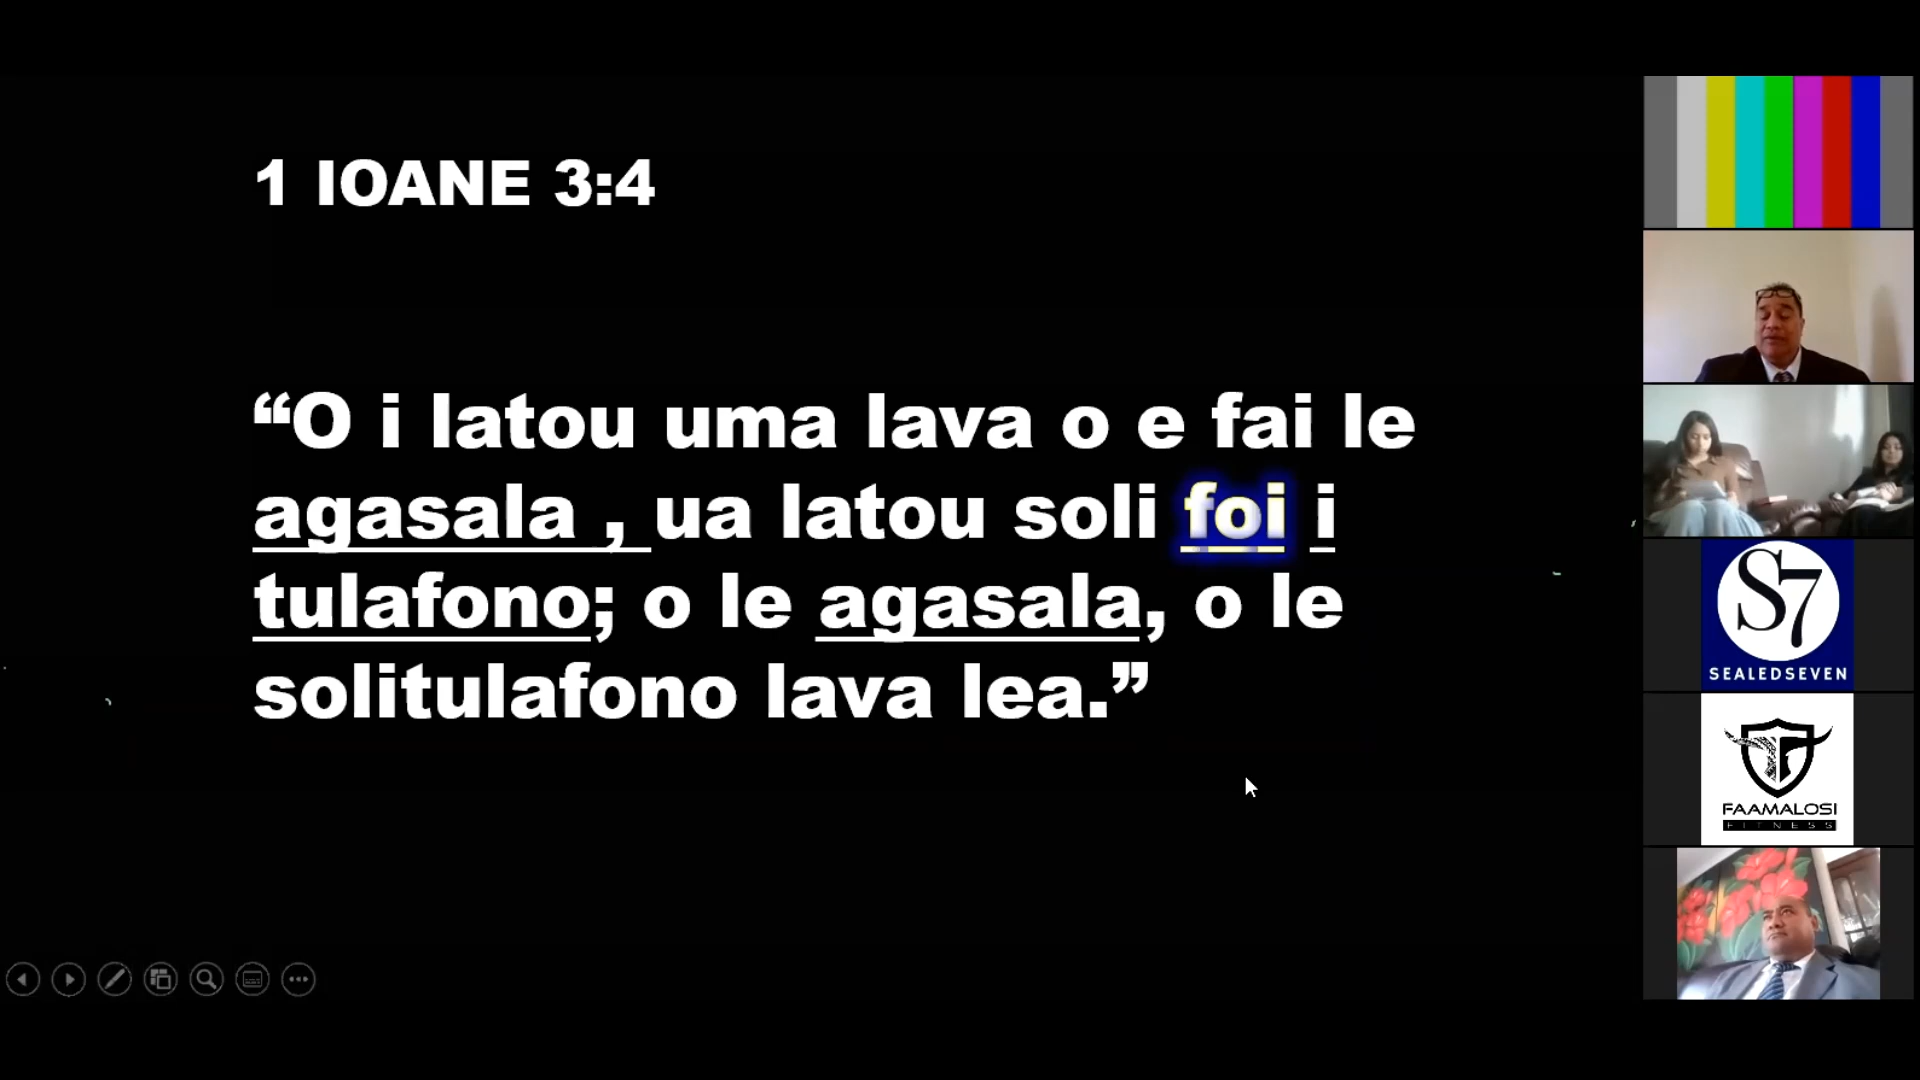 1 IOANE 3:4
“O i latou uma lava o e fai le
agasala , ua latou soli foi i
tulafono; o le agasala, o le
solitulafono lava lea.”
S7
SEALEDSEVEN
FAAMALOSI
FITNESS